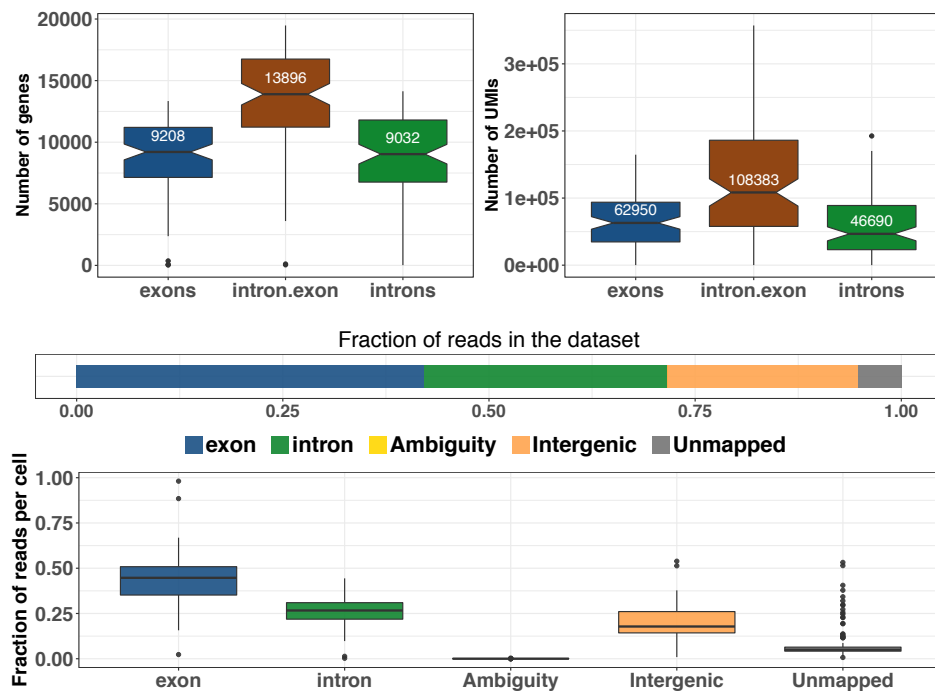 Number of genes
20000
15000
10000
5000
0
9208
13896
9032
exons
intron.exon
introns
Number of UMIs
3e+05
2e+05
1e+05
0e+00
62950
108383
46690
exons
intron.exon
introns
Fraction of reads in the dataset
0.00
0.25
0.50
0.75
1.00
exon
intron
Ambiguity
Intergenic
Unmapped
Fraction of reads per cell
1.00
0.75
0.50
0.25
0.00
exon
intron
Ambiguity
Intergenic
Unmapped